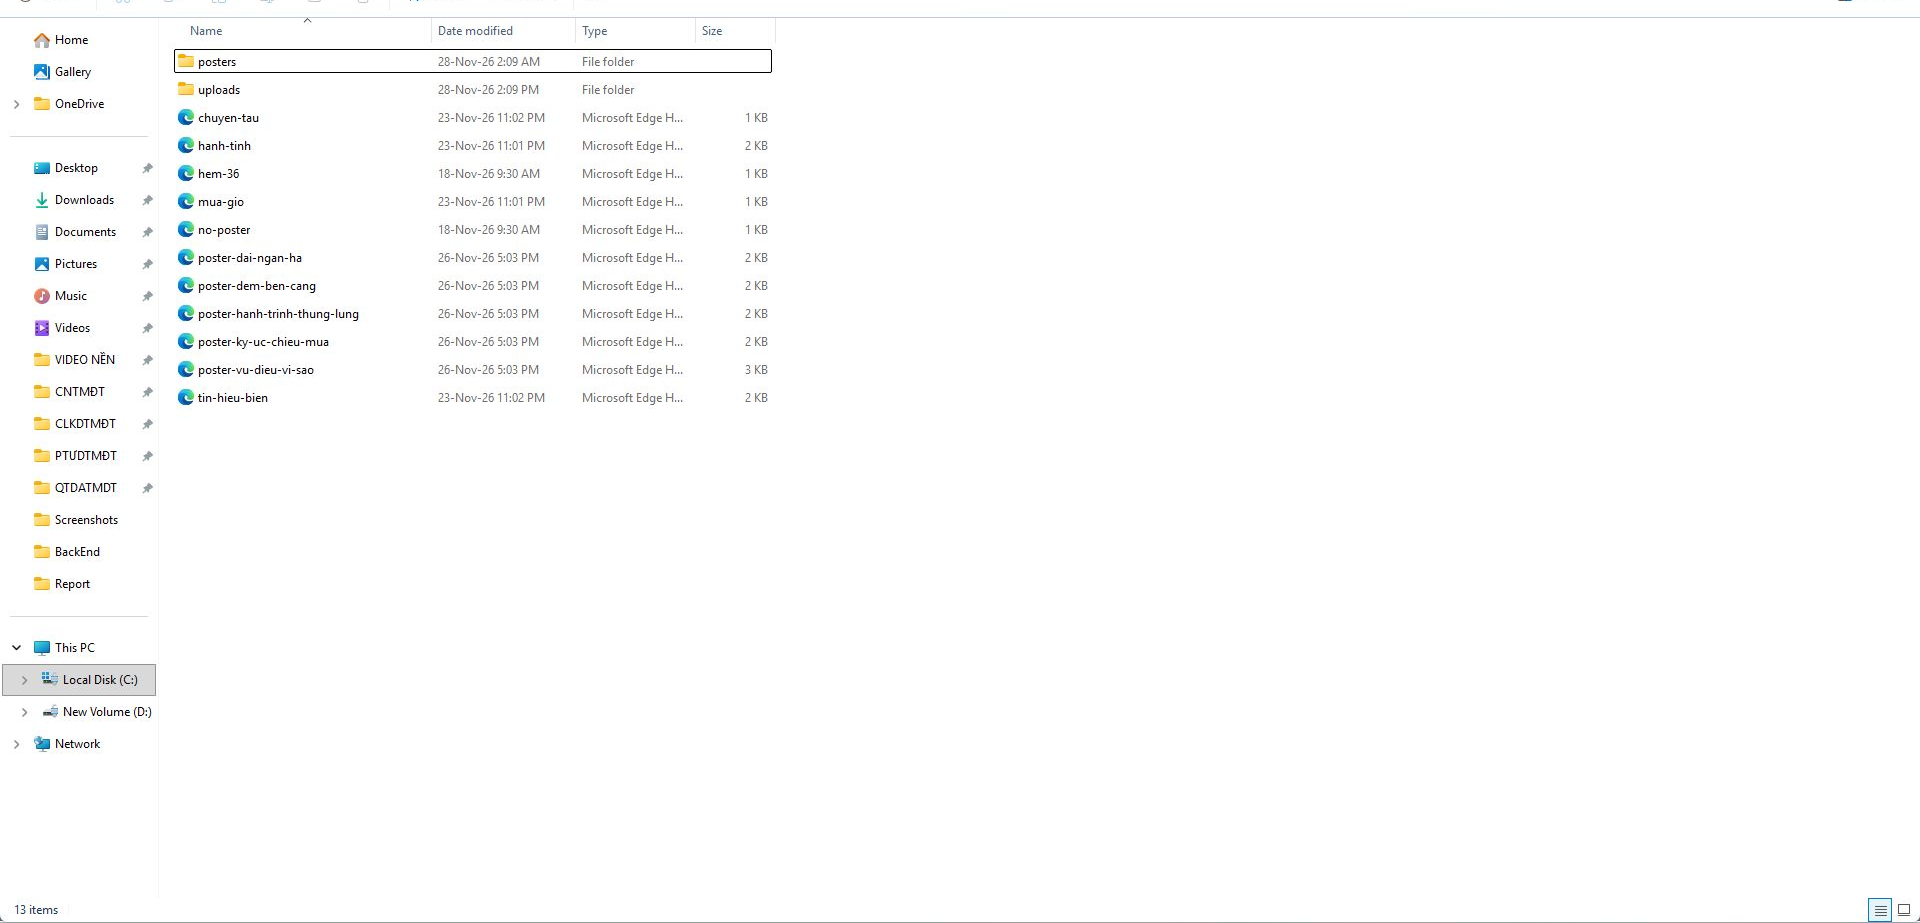 Name Date modified Type Size
Home
Gallery
OneDrive
Desktop
Downloads
Documents
Pictures
Music
Videos
VIDEO NỀN
CNTMĐT
CLKDTMĐT
PTƯDTMĐT
QTDATMDT
Screenshots
BackEnd
Report
This PC
Local Disk (C:)
New Volume (D:)
Network
posters 28-Nov-26 2:09 AM File folder
uploads 28-Nov-26 2:09 PM File folder
chuyen-tau 23-Nov-26 11:02 PM Microsoft Edge H... 1 KB
hanh-tinh 23-Nov-26 11:01 PM Microsoft Edge H... 2 KB
hem-36 18-Nov-26 9:30 AM Microsoft Edge H... 1 KB
mua-gio 23-Nov-26 11:01 PM Microsoft Edge H... 1 KB
no-poster 18-Nov-26 9:30 AM Microsoft Edge H... 1 KB
poster-dai-ngan-ha 26-Nov-26 5:03 PM Microsoft Edge H... 2 KB
poster-dem-ben-cang 26-Nov-26 5:03 PM Microsoft Edge H... 2 KB
poster-hanh-trinh-thung-lung 26-Nov-26 5:03 PM Microsoft Edge H... 2 KB
poster-ky-uc-chieu-mua 26-Nov-26 5:03 PM Microsoft Edge H... 2 KB
poster-vu-dieu-vi-sao 26-Nov-26 5:03 PM Microsoft Edge H... 3 KB
tin-hieu-bien 23-Nov-26 11:02 PM Microsoft Edge H... 2 KB
13 items